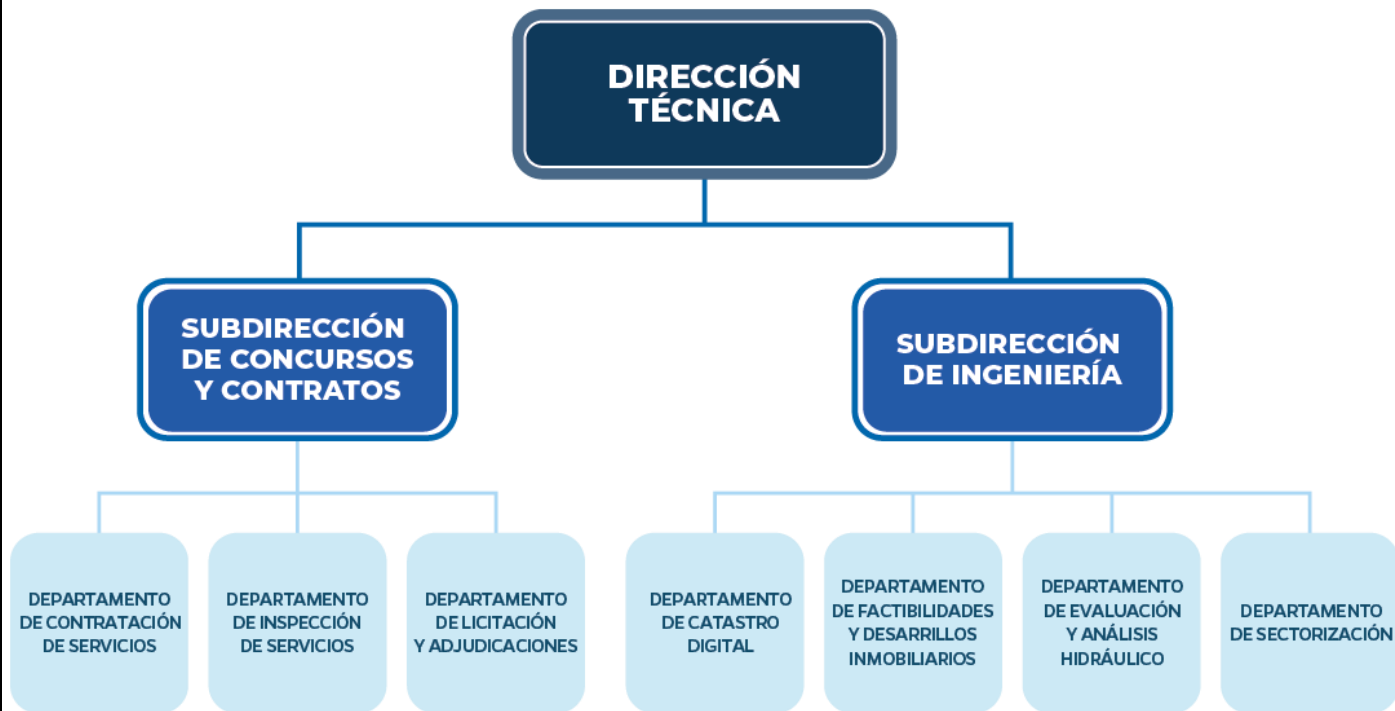 DIRECCIÓN
TÉCNICA
SUBDIRECCIÓN
DE CONCURSOS
Y CONTRATOS
SUBDIRECCIÓN
DE INGENIERÍA
DEPARTAMENTO
DE CONTRATACIÓN
DE SERVICIOS
DEPARTAMENTO
DE INSPECCIÓN
DE SERVICIOS
DEPARTAMENTO
DE LICITACIÓN
Y ADJUDICACIONES
DEPARTAMENTO
DE CATASTRO
DIGITAL
DEPARTAMENTO
DE FACTIBILIDADES
Y DESARRILLOS
INMOBILIARIOS
DEPARTAMENTO
DE EVALUACIÓN
Y ANÁLISIS
HIDRÁULICO
DEPARTAMENTO
DE SECTORIZACIÓN